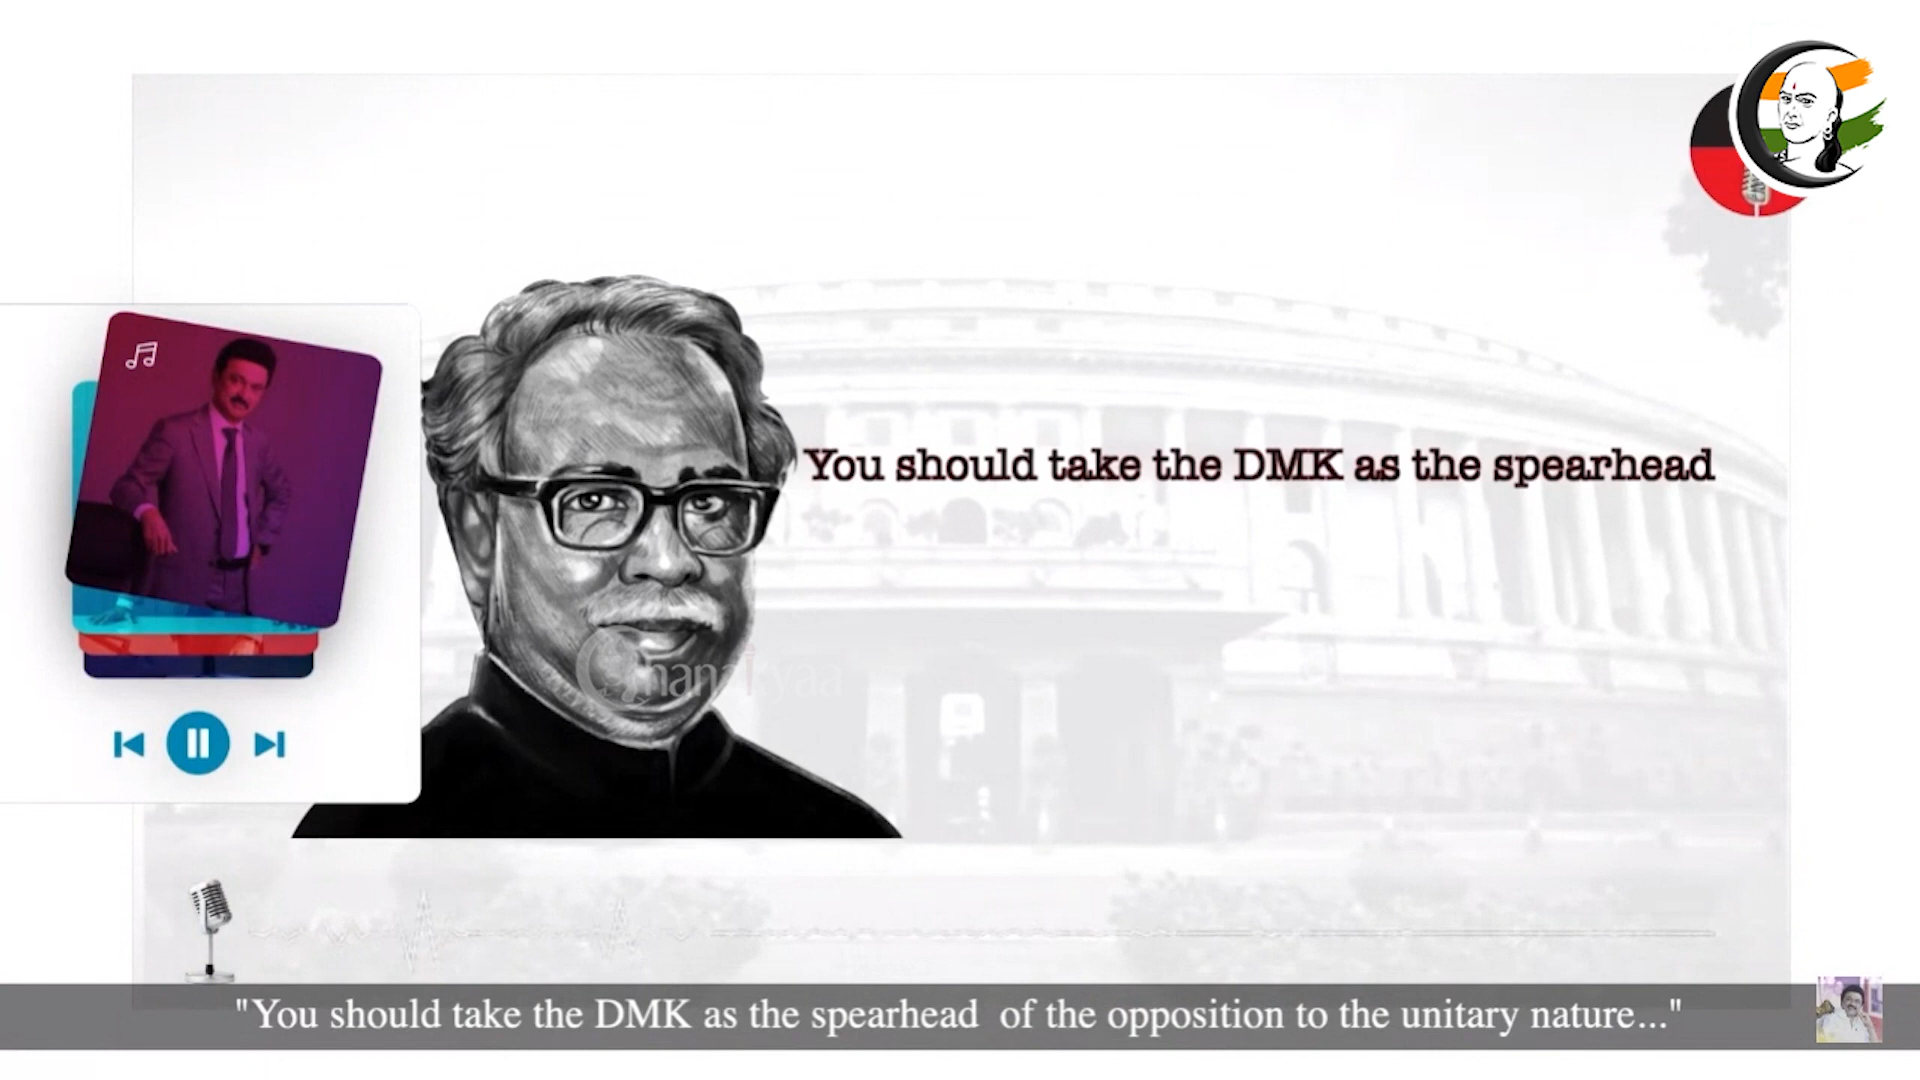 You should take the DMK as the spearhead
Chanakyaa
"You should take the DMK as the spearhead of the opposition to the unitary nature..."